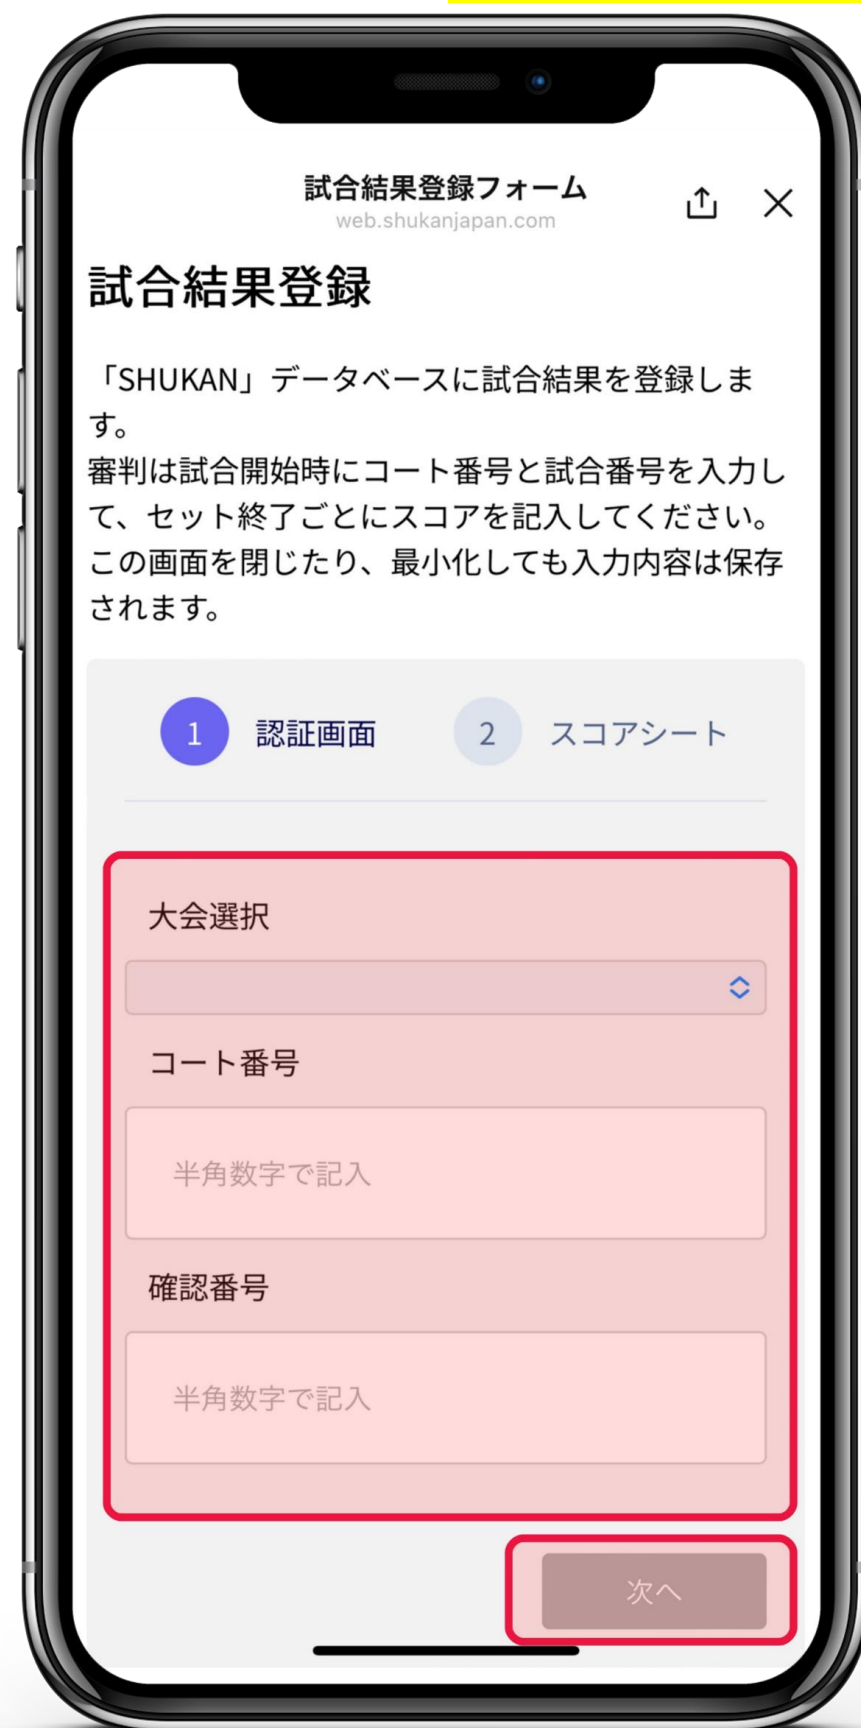 試合結果登録フォーム
web.shukanjapan.com
試合結果登録
「SHUKAN」データベースに試合結果を登録しま
す。
審判は試合開始時にコート番号と試合番号を入力し
て、セット終了ごとにスコアを記入してください。
この画面を閉じたり、最小化しても入力内容は保存
されます。
1 認証画面 2 スコアシート
大会選択
コート番号
半角数字で記入
確認番号
半角数字で記入
次へ